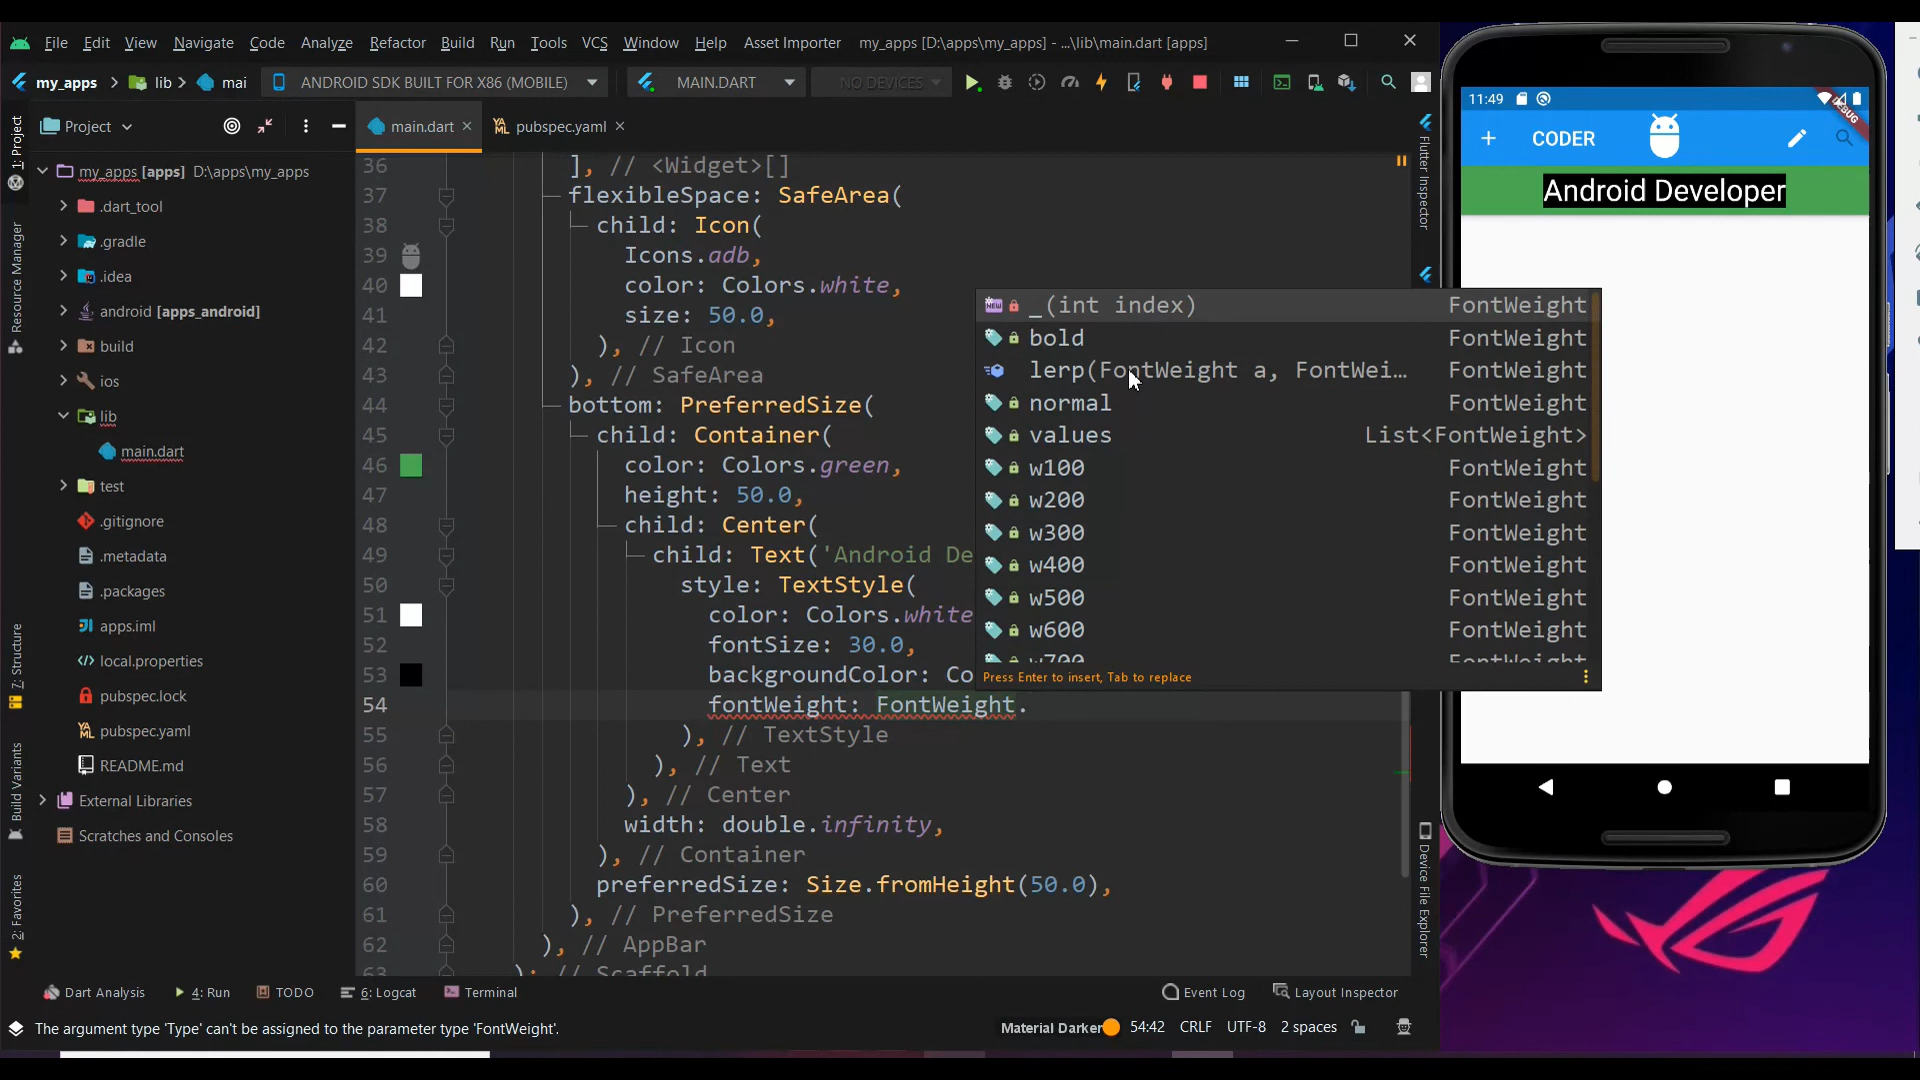 File Edit View Navigate Code Analyze Refactor Build Run Tools VCS Window Help Asset Importer my_apps [D:\apps\my_apps] - ...\lib\main.dart [apps]
my_apps lib mai ANDROID SDK BUILT FOR X86 (MOBILE) MAIN.DART NO DEVICES
Project
main.dart
pubspec.yaml
1: Project
Resource Manager
7: Structure
Build Variants
2: Favorites
my_apps [apps] D:\apps\my_apps
.dart_tool
.gradle
.idea
android [apps_android]
build
ios
lib
main.dart
test
.gitignore
.metadata
.packages
apps.iml
local.properties
pubspec.lock
pubspec.yaml
README.md
External Libraries
Scratches and Consoles
36 ], // <Widget>[]
37 flexibleSpace: SafeArea(
38 child: Icon(
39 Icons.adb,
40 color: Colors.white,
41 size: 50.0,
42 ), // Icon
43 ), // SafeArea
44 bottom: PreferredSize(
45 child: Container(
46 color: Colors.green,
47 height: 50.0,
48 child: Center(
49 child: Text('Android De
50 style: TextStyle(
51 color: Colors.white
52 fontSize: 30.0,
53 backgroundColor: Co
54 fontWeight: FontWeight.
55 ), // TextStyle
56 ), // Text
57 ), // Center
58 width: double.infinity,
59 ), // Container
60 preferredSize: Size.fromHeight(50.0),
61 ), // PreferredSize
62 ), // AppBar
63 ); // Scaffold
_(int index) FontWeight
bold FontWeight
lerp(FontWeight a, FontWei... FontWeight
normal FontWeight
values List<FontWeight>
w100 FontWeight
w200 FontWeight
w300 FontWeight
w400 FontWeight
w500 FontWeight
w600 FontWeight
w700 FontWeight
Press Enter to insert, Tab to replace
Flutter Inspector
Device File Explorer
11:49
DEBUG
CODER
Android Developer
Dart Analysis 4: Run TODO 6: Logcat Terminal Event Log Layout Inspector
The argument type 'Type' can't be assigned to the parameter type 'FontWeight'. Material Darker 54:42 CRLF UTF-8 2 spaces